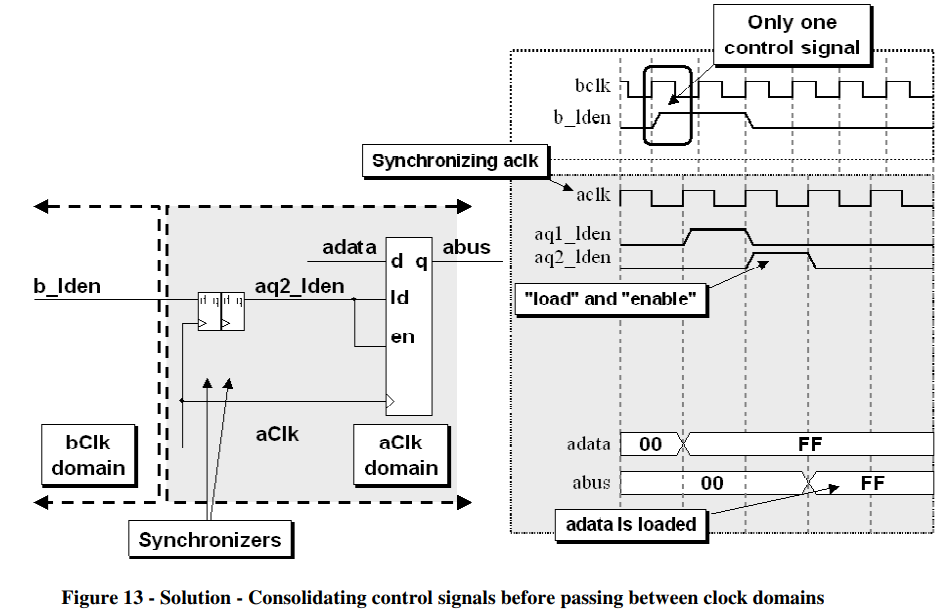 Only one
control signal
bclk
b_lden
Synchronizing aclk
aclk
aq1_lden
aq2_lden
"load" and "enable"
adata
abus
b_lden
aq2_lden
d q
ld
en
d q
d q
aClk
bClk
domain
aClk
domain
Synchronizers
adata
00
FF
abus
00
FF
adata is loaded
Figure 13 - Solution - Consolidating control signals before passing between clock domains